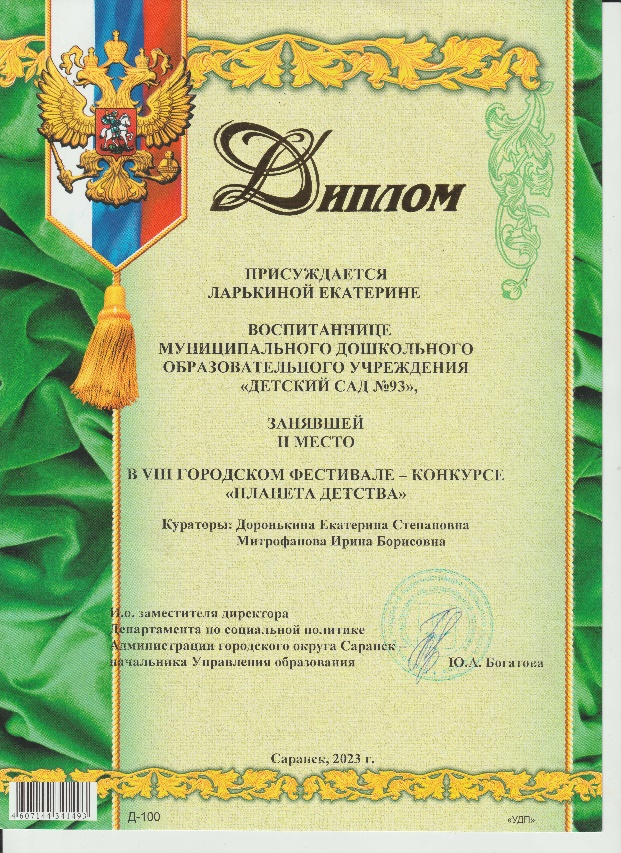 Диплом
ПРИСУЖДАЕТСЯ
ЛАРЬКИНОЙ ЕКАТЕРИНЕ
ВОСПИТАННИЦЕ
МУНИЦИПАЛЬНОГО ДОШКОЛЬНОГО
ОБРАЗОВАТЕЛЬНОГО УЧРЕЖДЕНИЯ
«ДЕТСКИЙ САД №93»,
ЗАНЯВШЕЙ
II МЕСТО
В VIII ГОРОДСКОМ ФЕСТИВАЛЕ – КОНКУРСЕ
«ПЛАНЕТА ДЕТСТВА»
Кураторы: Доронькина Екатерина Степановна
Митрофанова Ирина Борисовна
И.о. заместителя директора
Департамента по социальной политике
Администрации городского округа Саранск –
начальника Управления образования Ю.А. Богатова
Саранск, 2023 г.
4607144541493
Д-100 «УДП»